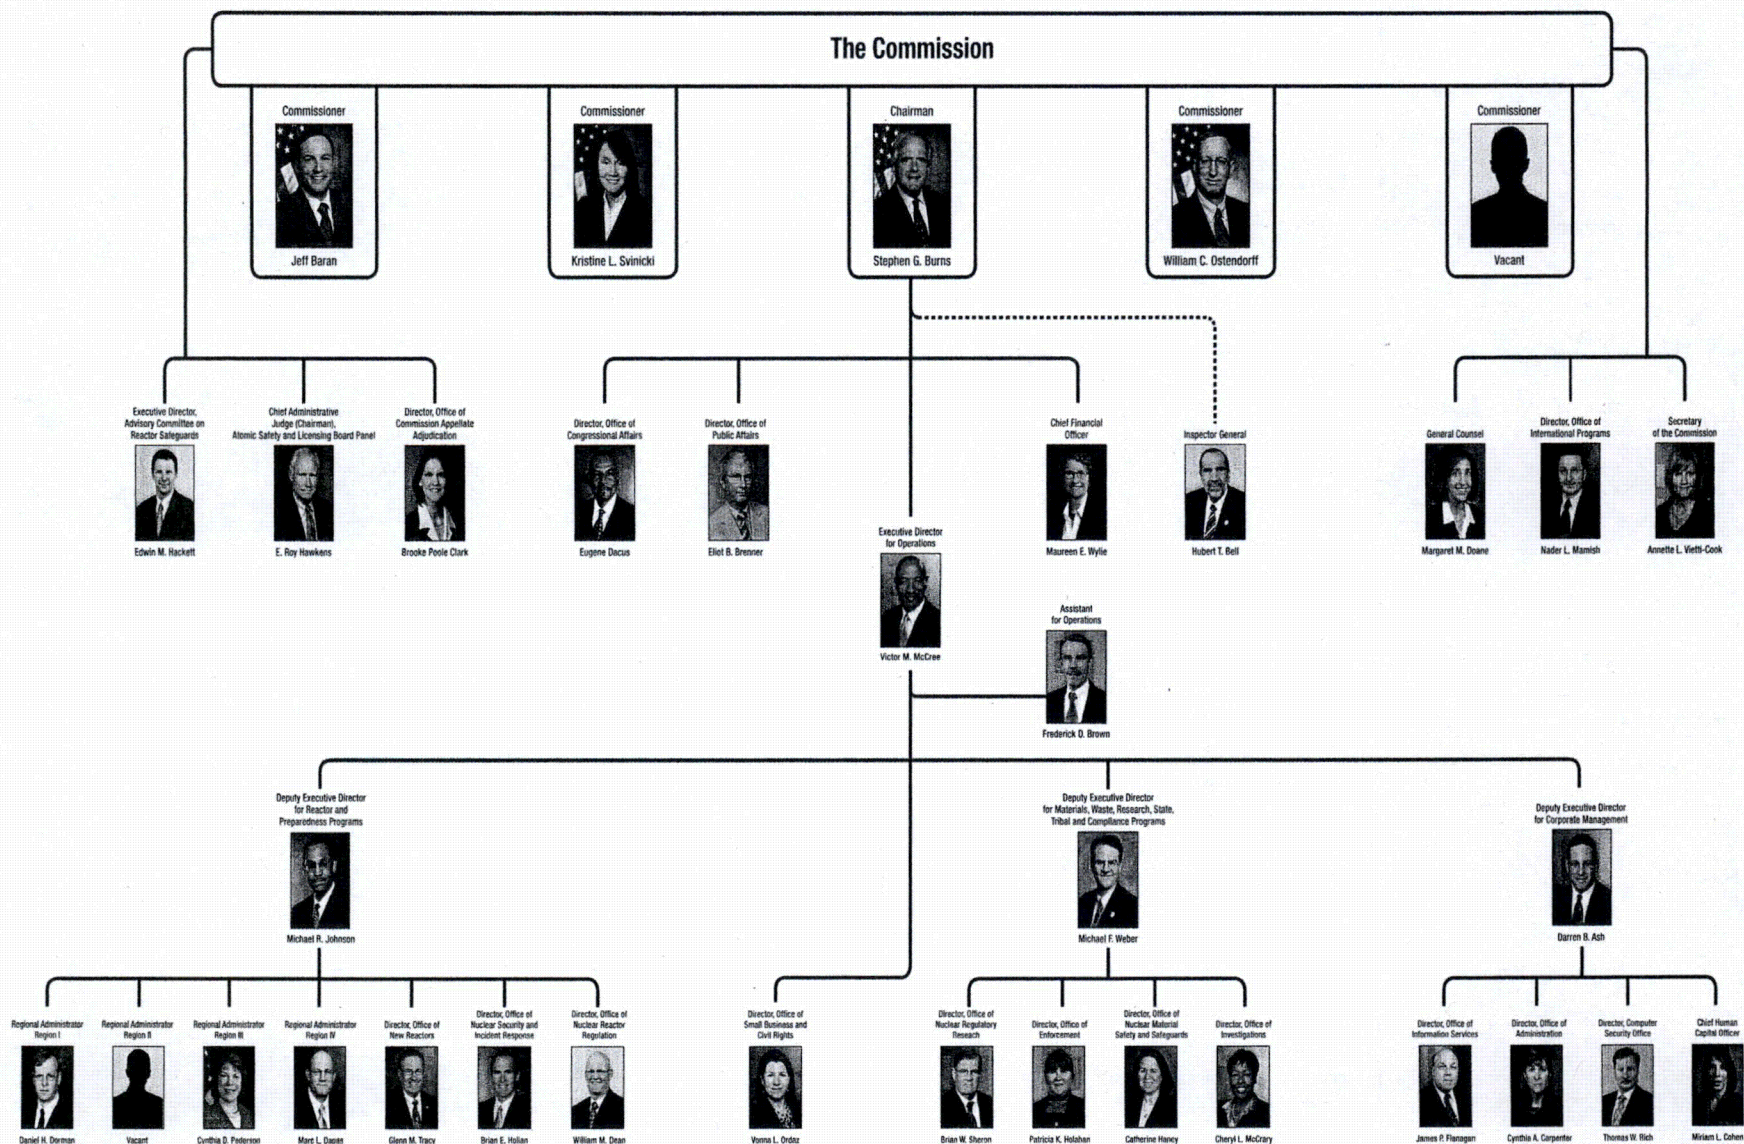 The Commission
Commissioner
Jeff Baran
Commissioner
Kristine L. Svinicki
Chairman
Stephen G. Burns
Commissioner
William C. Ostendorff
Commissioner
Vacant
Executive Director,
Advisory Committee on
Reactor Safeguards
Edwin M. Hackett
Chief Administrative
Judge (Chairman),
Atomic Safety and Licensing Board Panel
E. Roy Hawkens
Director, Office of
Commission Appellate
Adjudication
Brooke Poole Clark
Director, Office of
Congressional Affairs
Eugene Dacus
Director, Office of
Public Affairs
Eliot B. Brenner
Chief Financial
Officer
Maureen E. Wylie
Inspector General
Hubert T. Bell
General Counsel
Margaret M. Doane
Director, Office of
International Programs
Nader L. Mamish
Secretary
of the Commission
Annette L. Vietti-Cook
Executive Director
for Operations
Victor M. McCree
Assistant
for Operations
Frederick D. Brown
Deputy Executive Director
for Reactor and
Preparedness Programs
Michael R. Johnson
Deputy Executive Director
for Materials, Waste, Research, State,
Tribal and Compliance Programs
Michael F. Weber
Deputy Executive Director
for Corporate Management
Darren B. Ash
Regional Administrator
Region I
Daniel H. Dorman
Regional Administrator
Region II
Vacant
Regional Administrator
Region III
Cynthia D. Pederson
Regional Administrator
Region IV
Marc L. Dapas
Director, Office of
New Reactors
Glenn M. Tracy
Director, Office of
Nuclear Security and
Incident Response
Brian E. Holian
Director, Office of
Nuclear Reactor
Regulation
William M. Dean
Director, Office of
Small Business and
Civil Rights
Vonna L. Ordaz
Director, Office of
Nuclear Regulatory
Reseach
Brian W. Sheron
Director, Office of
Enforcement
Patricia K. Holahan
Director, Office of
Nuclear Material
Safety and Safeguards
Catherine Haney
Director, Office of
Investigations
Cheryl L. McCrary
Director, Office of
Information Services
James P. Flanagan
Director, Office of
Administration
Cynthia A. Carpenter
Director, Computer
Security Office
Thomas W. Rich
Chief Human
Capital Officer
Miriam L. Cohen